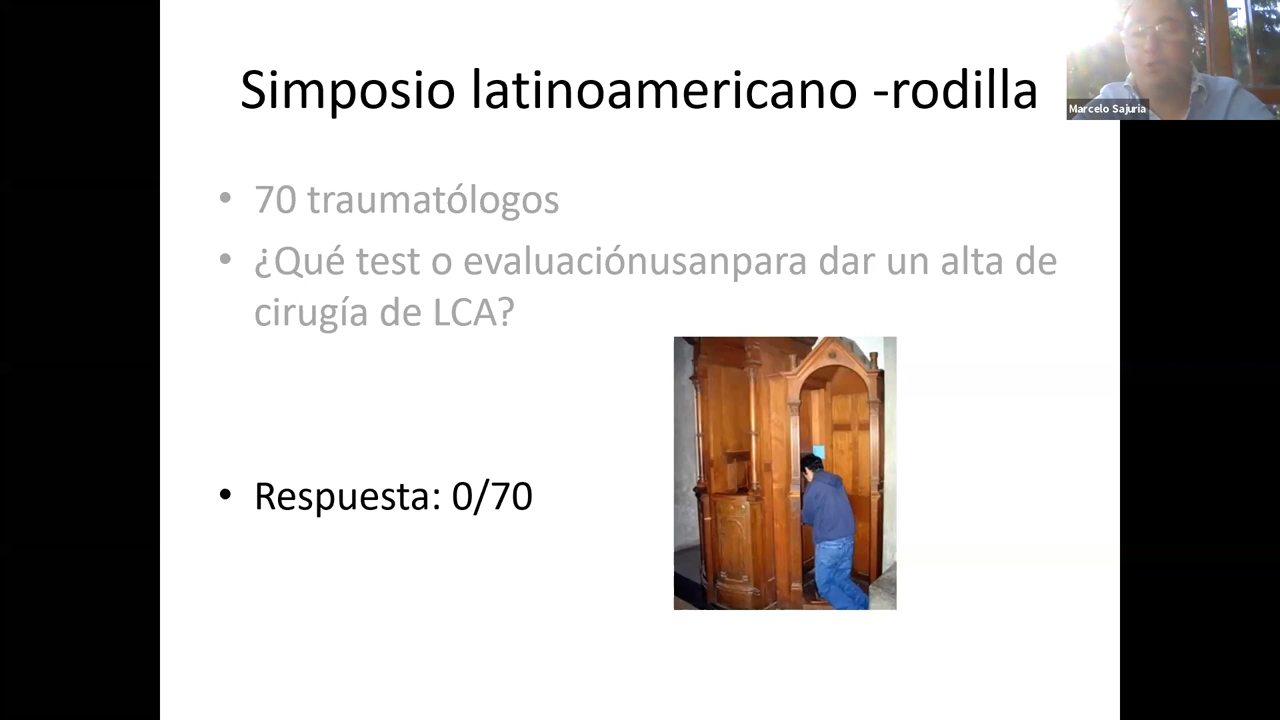 Simposio latinoamericano -rodilla
Marcelo Sajuria
• 70 traumatólogos
• ¿Qué test o evaluaciónusanpara dar un alta de
cirugía de LCA?
• Respuesta: 0/70